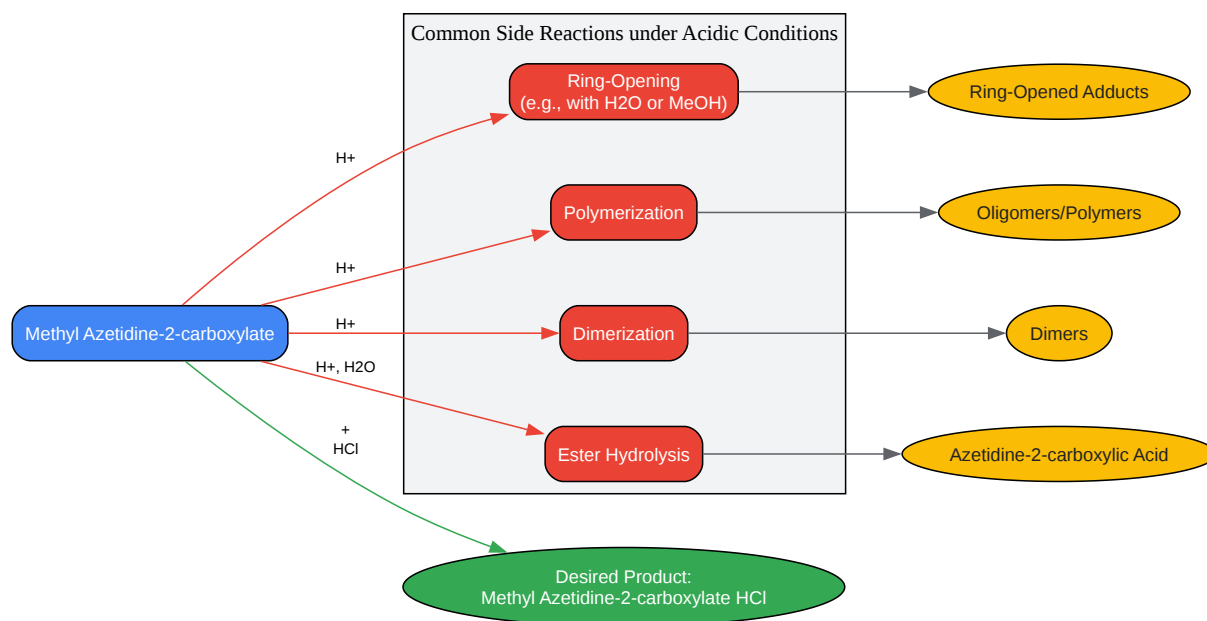 Common Side Reactions under Acidic Conditions
Ring-Opening
(e.g., with H2O or MeOH)
Ring-Opened Adducts
H+
Polymerization
Oligomers/Polymers
H+
Methyl Azetidine-2-carboxylate
H+
Dimerization
Dimers
H+, H2O
Ester Hydrolysis
Azetidine-2-carboxylic Acid
+
HCl
Desired Product:
Methyl Azetidine-2-carboxylate HCl